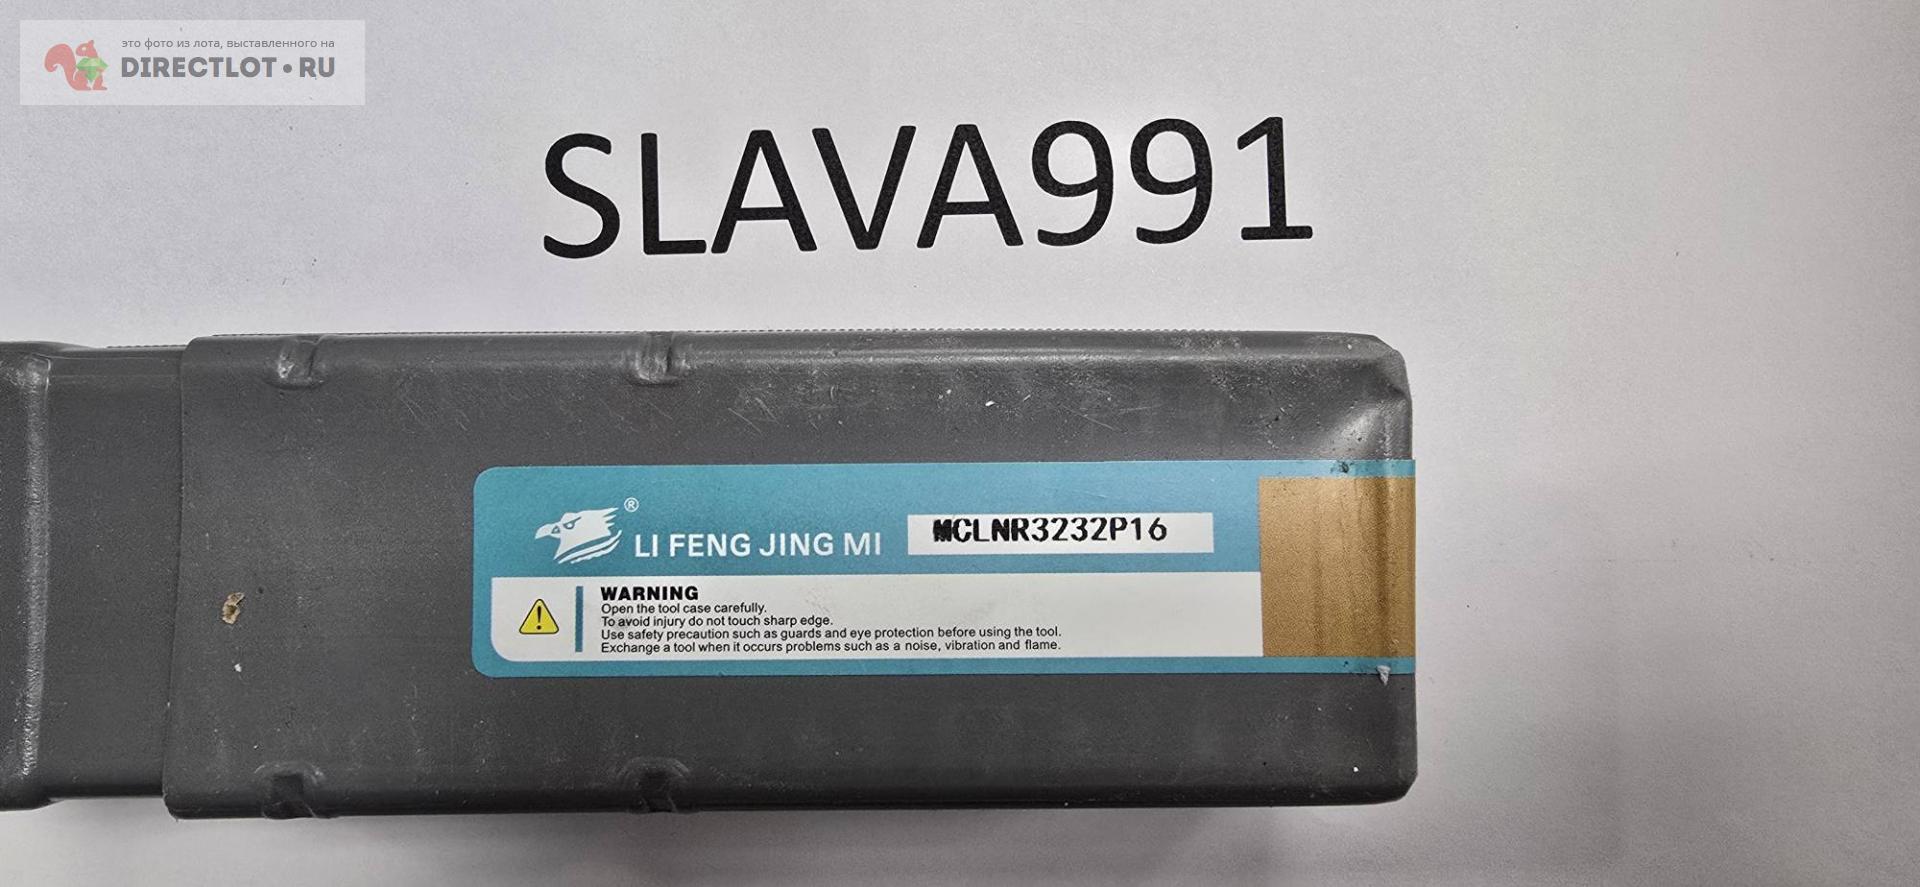 это фото из лота, выставленного на
DIRECTLOT•RU
SLAVA991
®
LI FENG JING MI
MCLNR3232P16
WARNING
Open the tool case carefully.
To avoid injury do not touch sharp edge.
Use safety precaution such as guards and eye protection before using the tool.
Exchange a tool when it occurs problems such as a noise, vibration and flame.